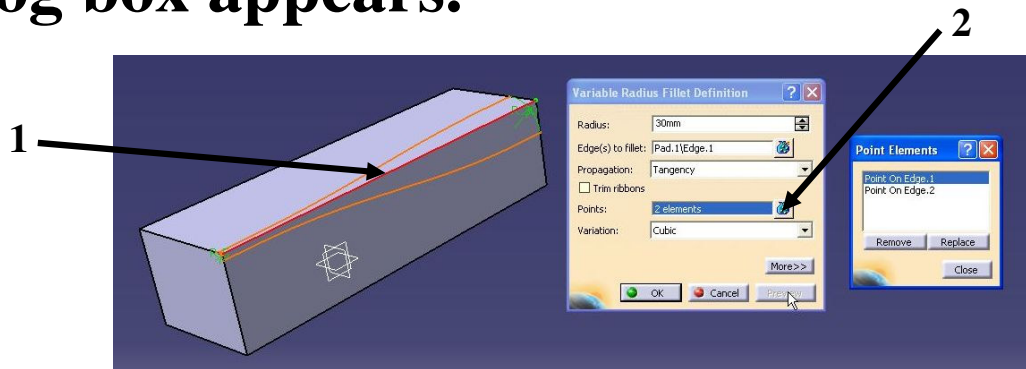 og box appears.
2
1
Variable Radius Fillet Definition
Radius: 30mm
Edge(s) to fillet: Pad.1\Edge.1
Propagation: Tangency
Trim ribbons
Points: 2 elements
Variation: Cubic
More>>
OK Cancel Preview
Point Elements
Point On Edge.1
Point On Edge.2
Remove Replace
Close